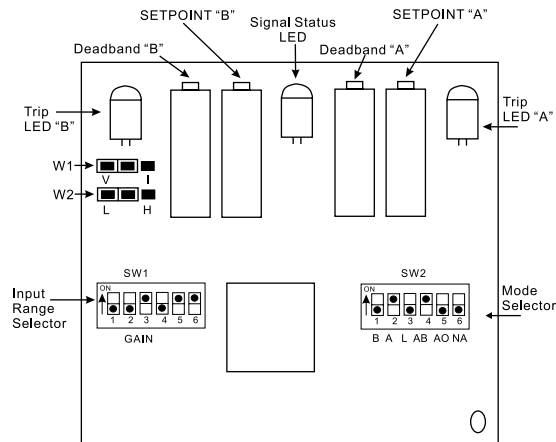 SETPOINT "B"
Signal Status
LED
SETPOINT "A"
Deadband "B"
Deadband "A"
Trip
LED "B"
Trip
LED "A"
W1
V I
W2
L H
SW1
SW2
ON
1 2 3 4 5 6
ON
1 2 3 4 5 6
Input
Range
Selector
Mode
Selector
GAIN
B A L AB AO NA